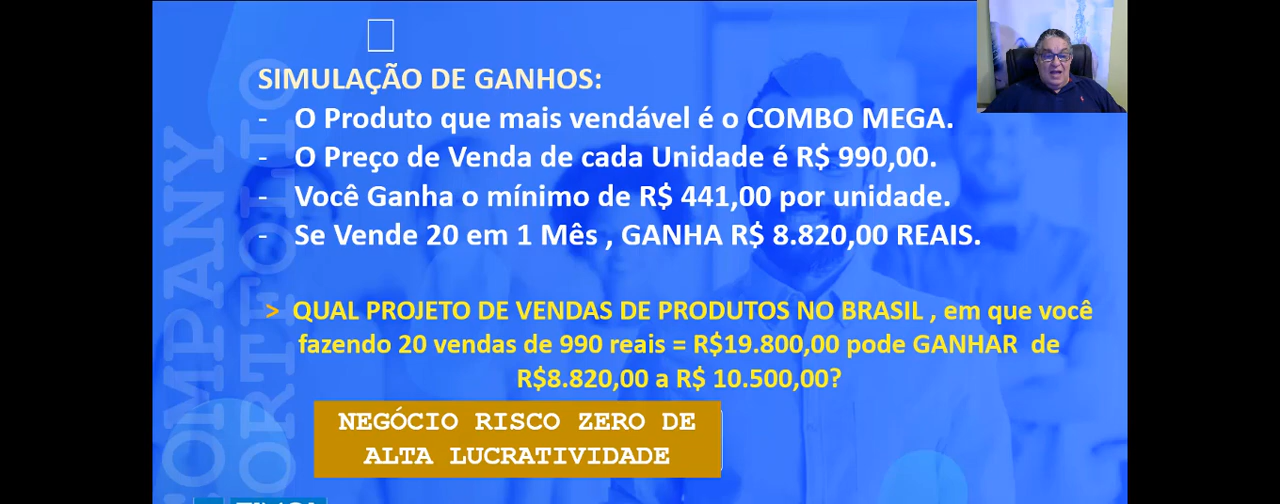 SIMULAÇÃO DE GANHOS:
- O Produto que mais vendável é o COMBO MEGA.
- O Preço de Venda de cada Unidade é R$ 990,00.
- Você Ganha o mínimo de R$ 441,00 por unidade.
- Se Vende 20 em 1 Mês , GANHA R$ 8.820,00 REAIS.
> QUAL PROJETO DE VENDAS DE PRODUTOS NO BRASIL , em que você
fazendo 20 vendas de 990 reais = R$19.800,00 pode GANHAR de
R$8.820,00 a R$ 10.500,00?
NEGÓCIO RISCO ZERO DE
ALTA LUCRATIVIDADE
COMPANY
PORTFOLIO